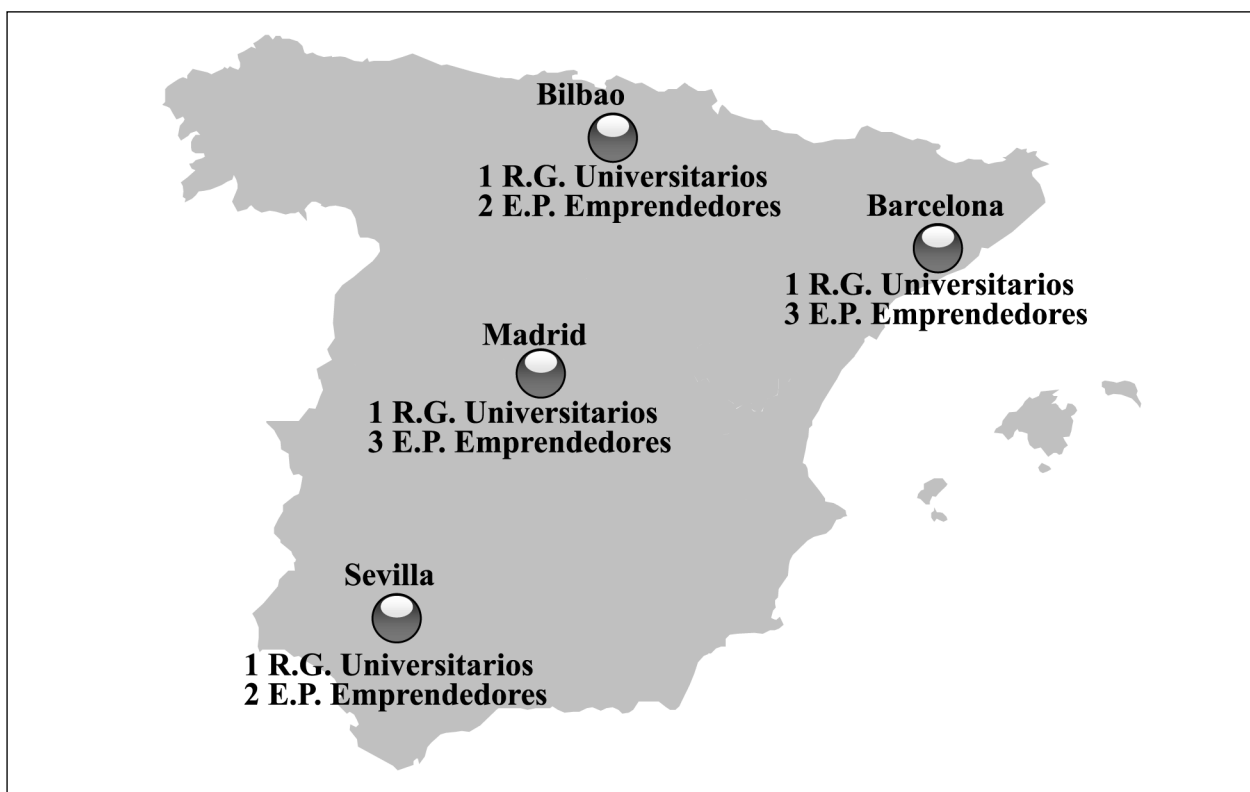 Bilbao
1 R.G. Universitarios
2 E.P. Emprendedores
Barcelona
1 R.G. Universitarios
3 E.P. Emprendedores
Madrid
1 R.G. Universitarios
3 E.P. Emprendedores
Sevilla
1 R.G. Universitarios
2 E.P. Emprendedores